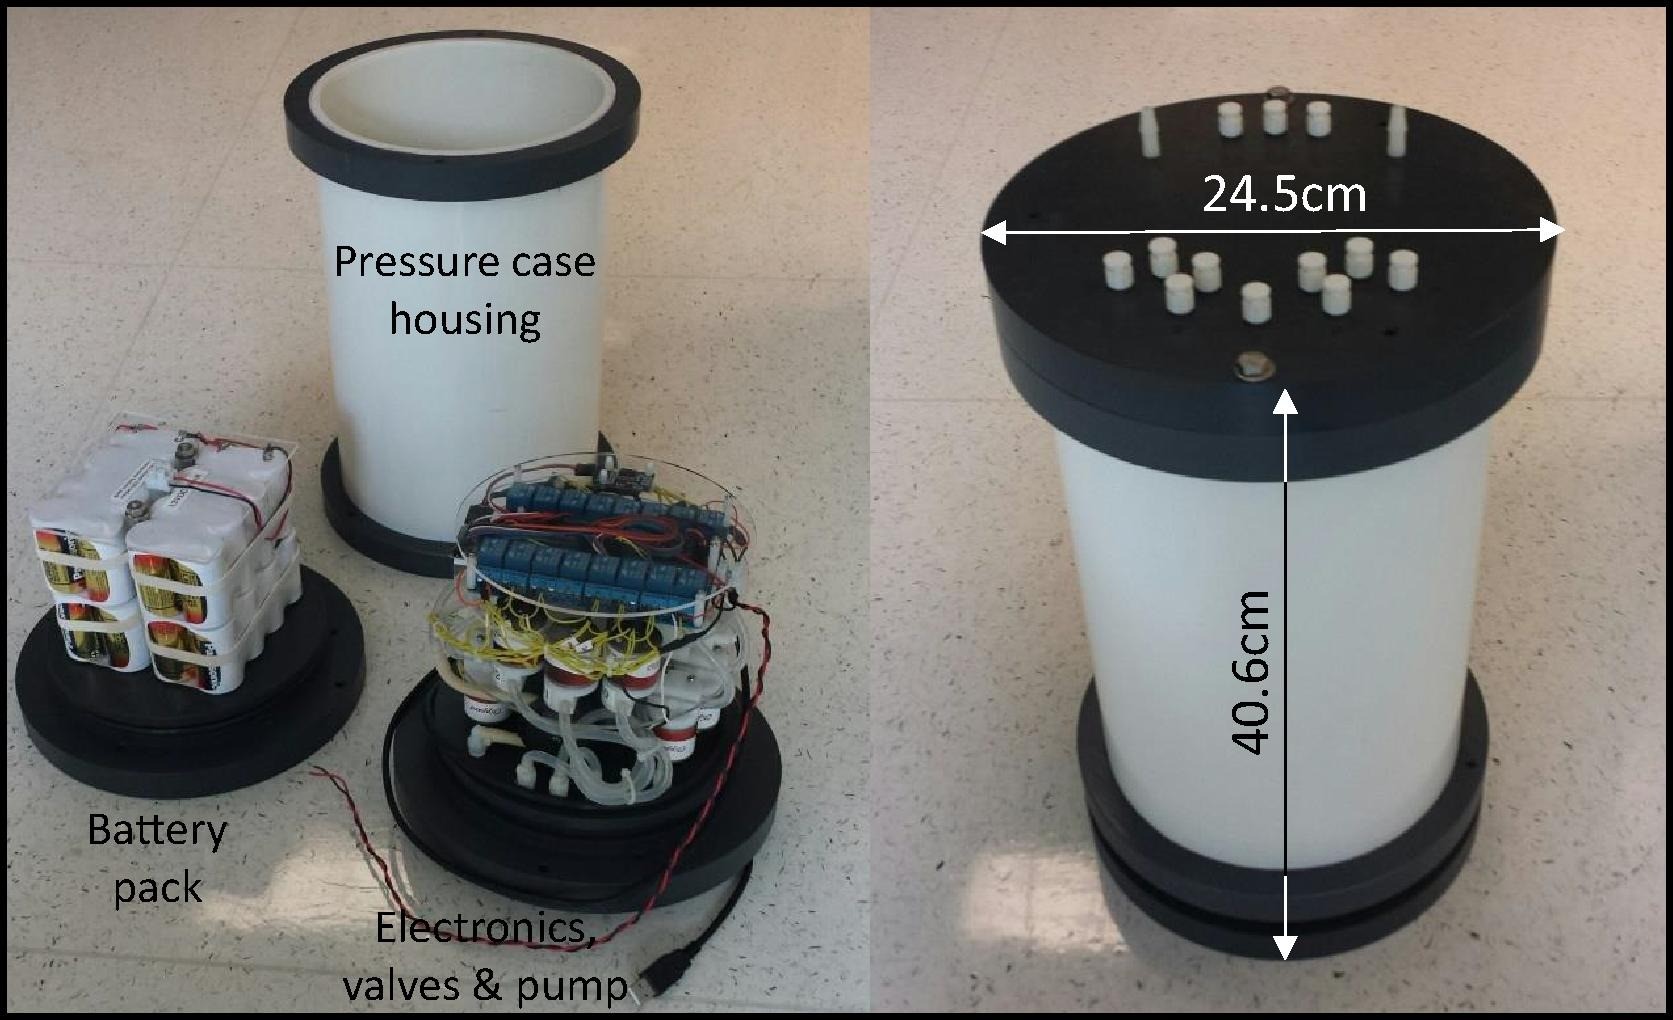 Pressure case
housing
Battery
pack
Electronics,
valves & pump
24.5cm
40.6cm